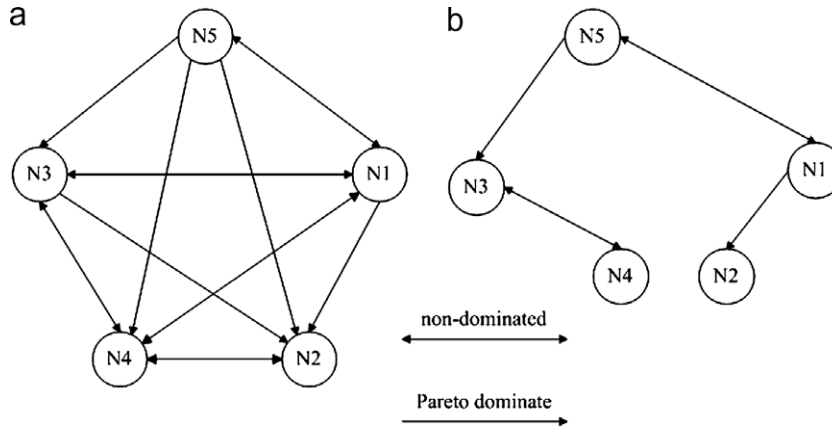 a
b
N5
N5
N3
N1
N3
N1
N4
N2
N4
N2
non-dominated
Pareto dominate